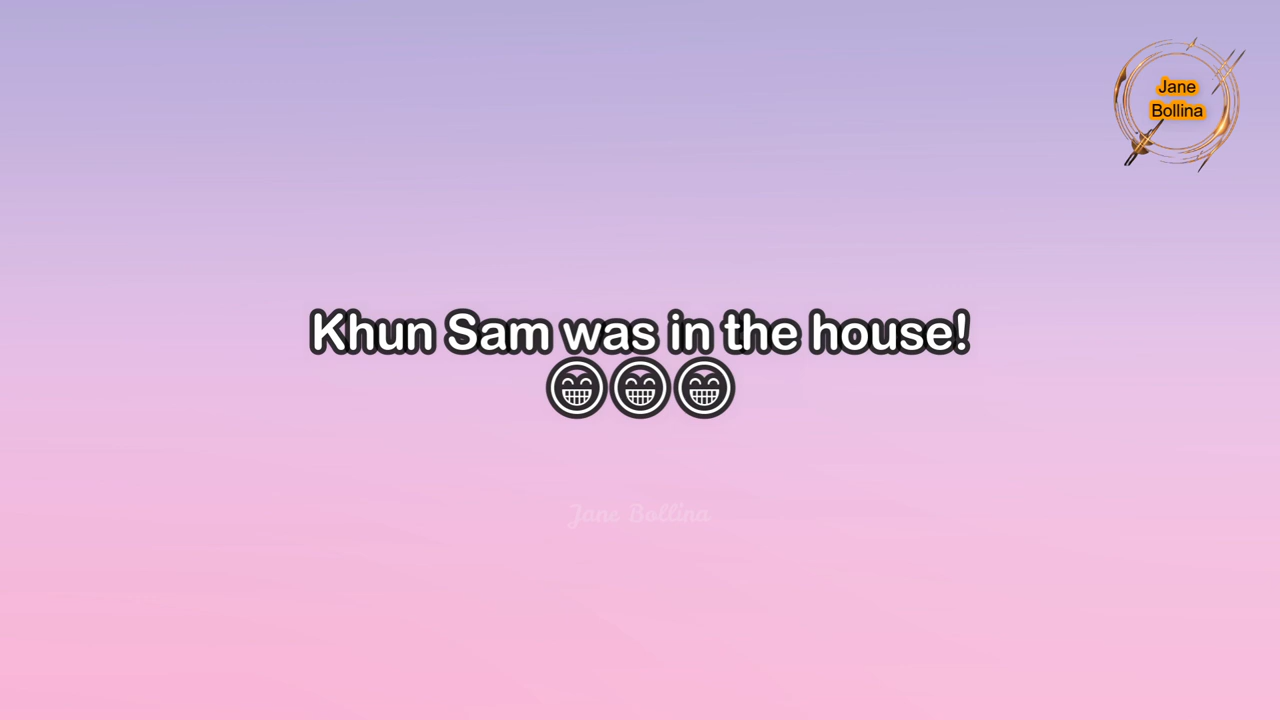 Jane
Bollina
Khun Sam was in the house!
😁😁😁
Jane Bollina